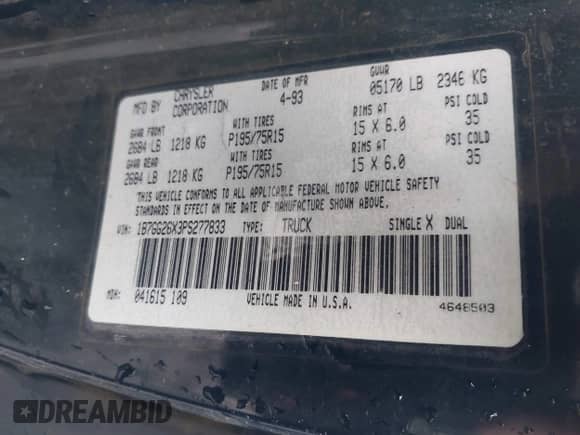 MFD BY CHRYSLER CORPORATION DATE OF MFR 4-93 GVWR 05170 LB 2346 KG
GAWR FRONT WITH TIRES RIMS AT PSI COLD
2684 LB 1218 KG P195/75R15 15 X 6.0 35
GAWR REAR WITH TIRES RIMS AT PSI COLD
2684 LB 1218 KG P195/75R15 15 X 6.0 35
THIS VEHICLE CONFORMS TO ALL APPLICABLE FEDERAL MOTOR VEHICLE SAFETY
STANDARDS IN EFFECT ON THE DATE OF MANUFACTURE SHOWN ABOVE.
VIN: 1B7GG26X3PS277833 TYPE: TRUCK SINGLE X DUAL
MDH: 041615 109 VEHICLE MADE IN U.S.A. 4648503
DREAMBID